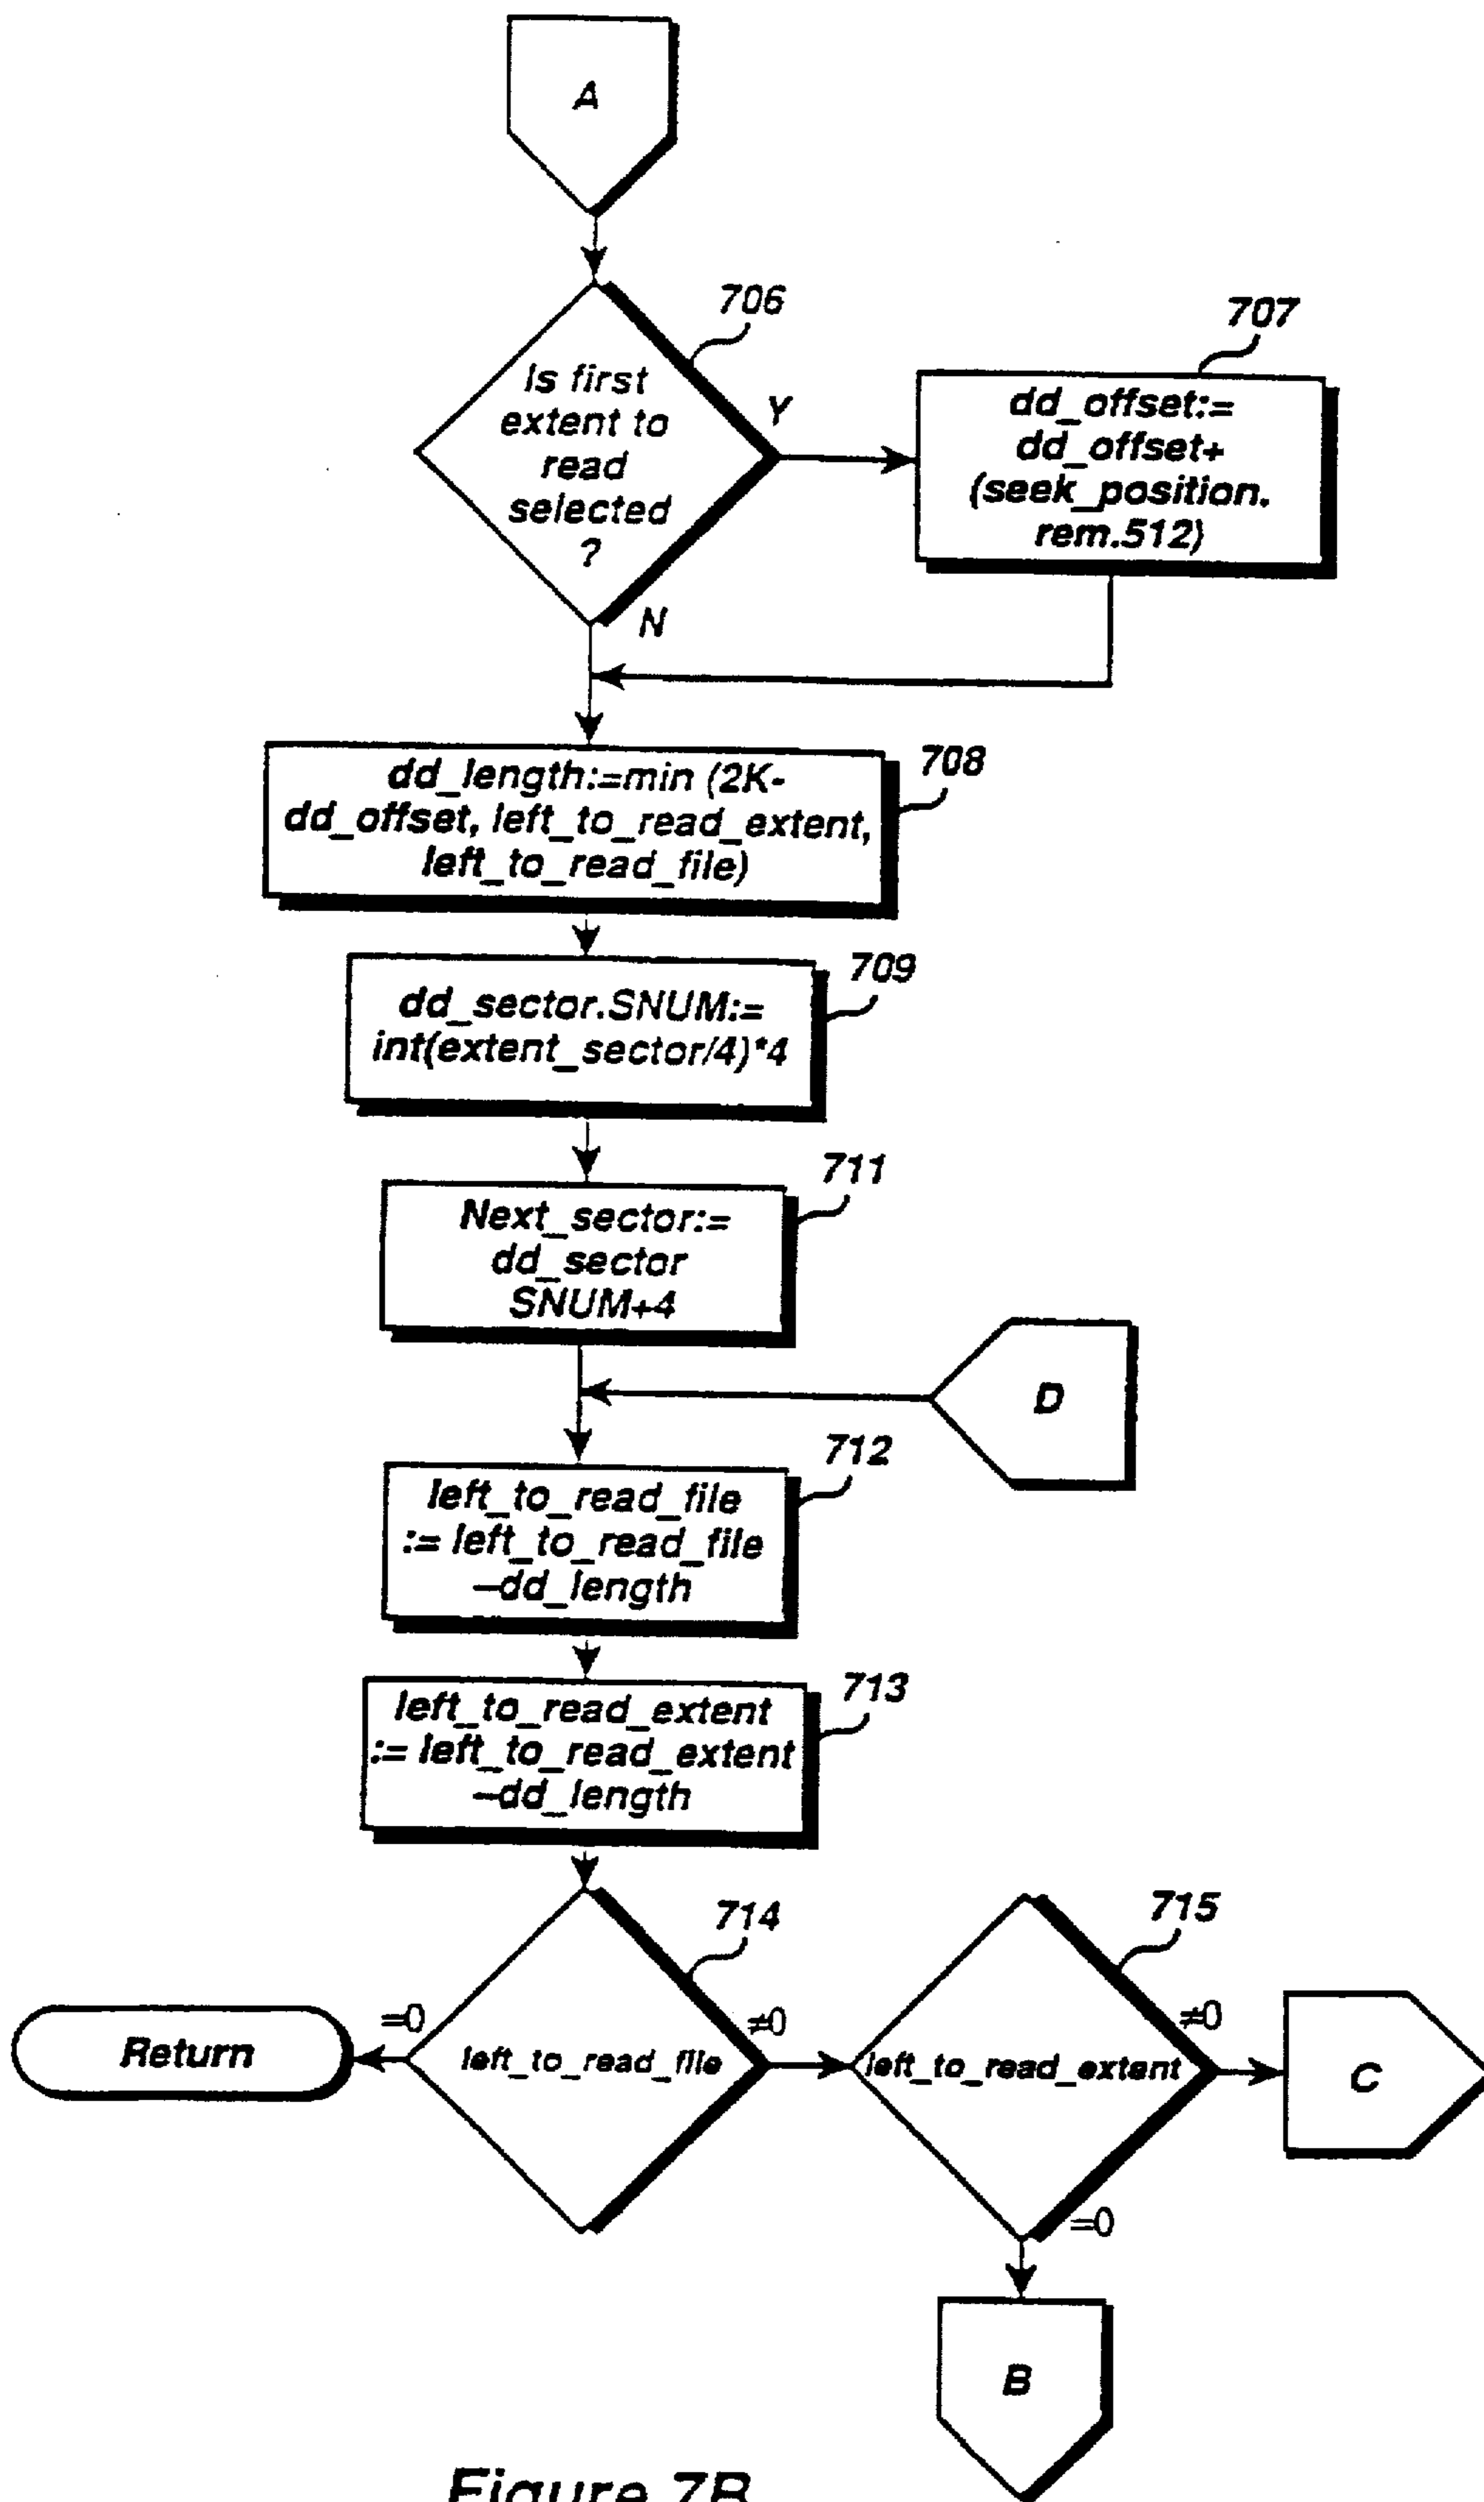 A
706
Is first
extent to
read
selected
?
Y
N
707
dd_offset:=
dd_offset+
(seek_position.
rem.512)
708
dd_length:=min (2K-
dd_offset, left_to_read_extent,
left_to_read_file)
709
dd_sector.SNUM:=
int(extent_sector/4)*4
711
Next_sector:=
dd_sector
SNUM+4
D
712
left_to_read_file
:= left_to_read_file
–dd_length
713
left_to_read_extent
:= left_to_read_extent
–dd_length
714
=0
≠0
left_to_read_file
Return
715
≠0
left_to_read_extent
=0
C
B
Figure 7B